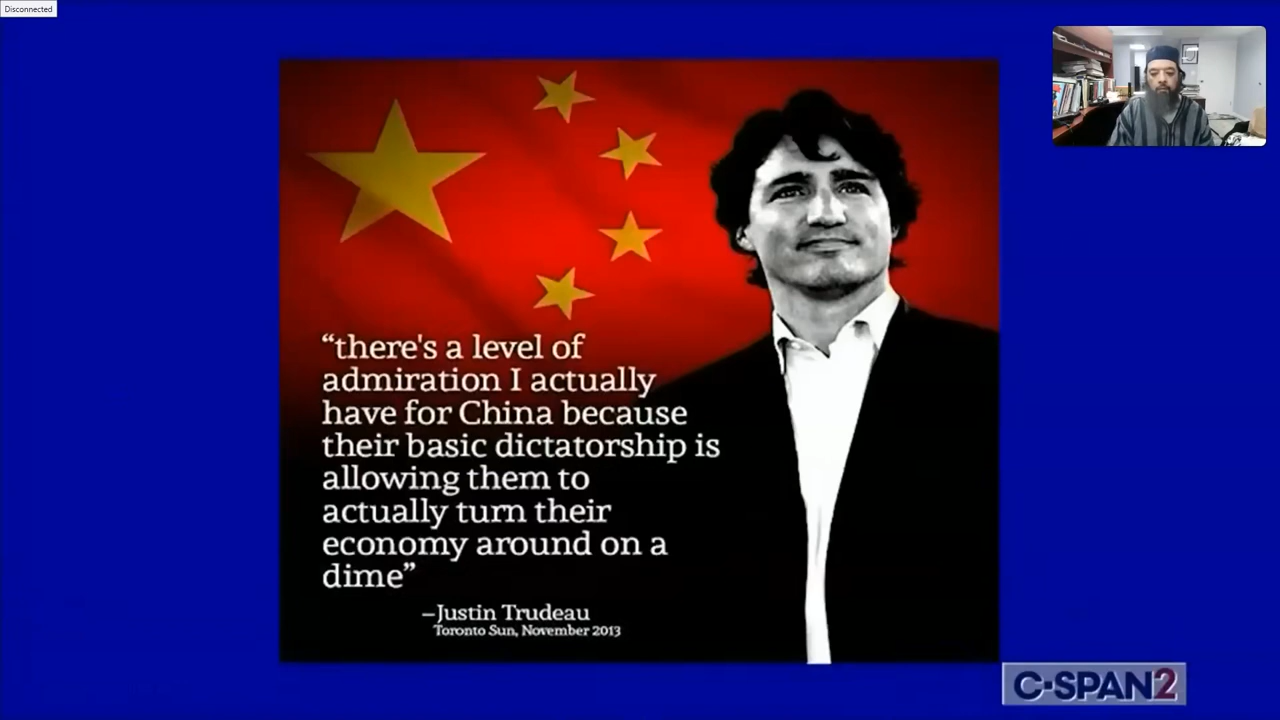 Disconnected
“there's a level of
admiration I actually
have for China because
their basic dictatorship is
allowing them to
actually turn their
economy around on a
dime”
–Justin Trudeau
Toronto Sun, November 2013
C·SPAN2